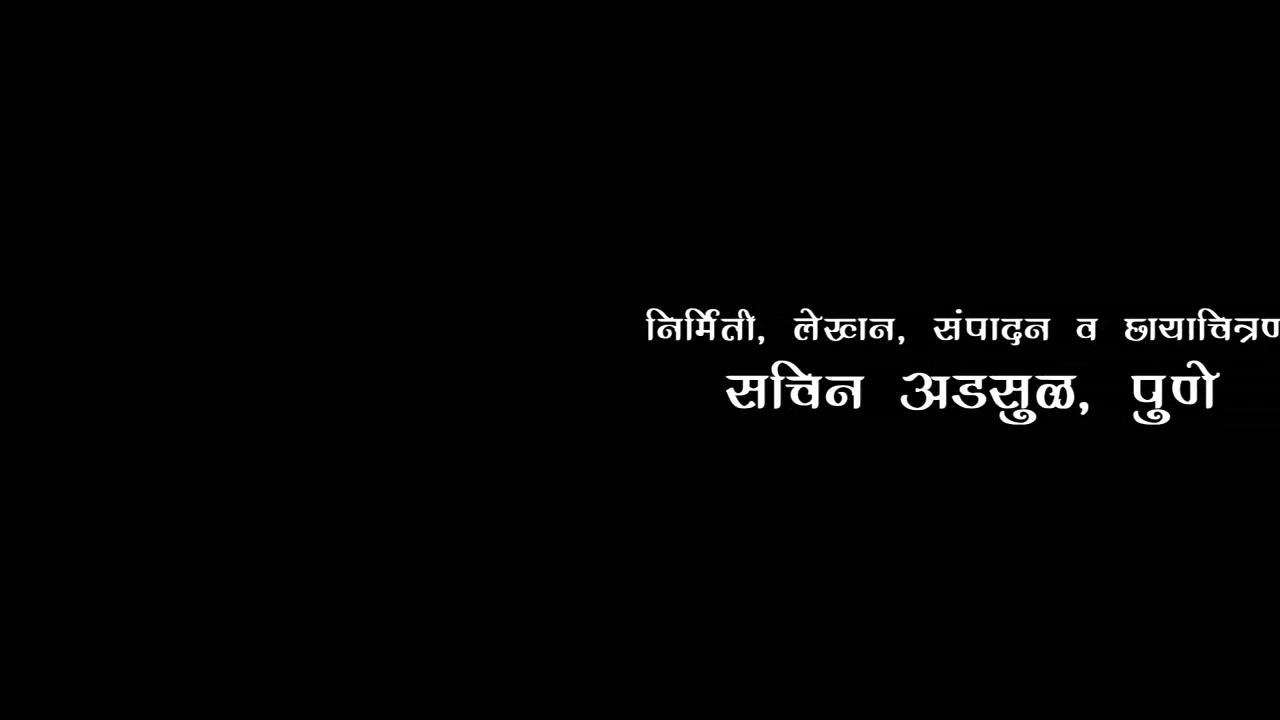 निर्मिती, लेखन, संपादन व छायाचित्रण
सचिन अडसुळ, पुणे